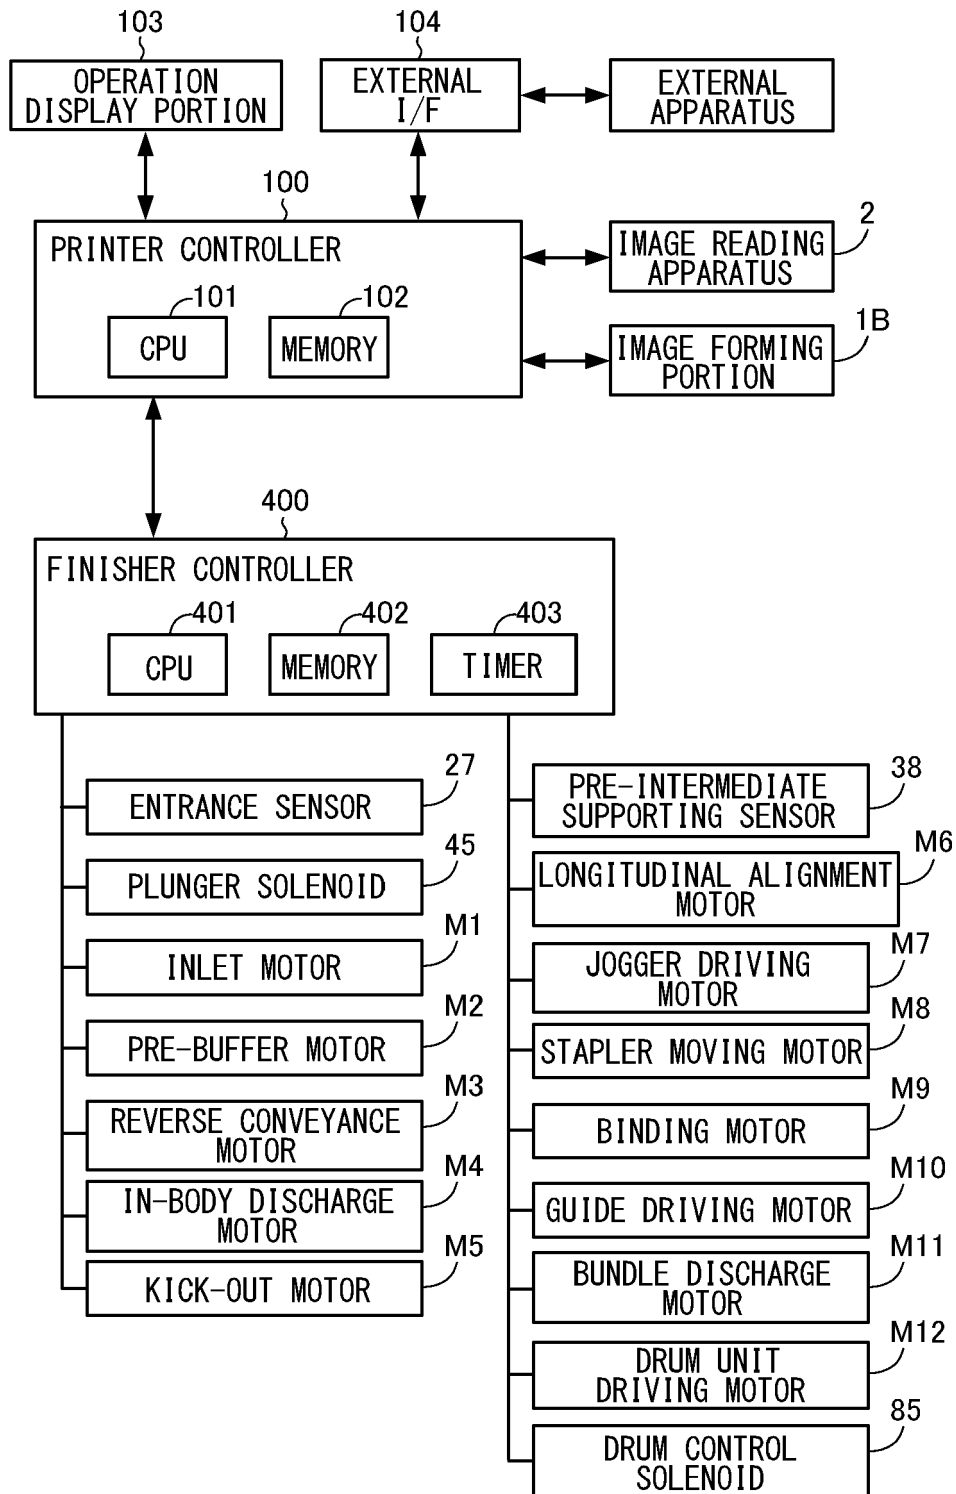 103
OPERATION
DISPLAY PORTION
104
EXTERNAL
I/F
EXTERNAL
APPARATUS
100
PRINTER CONTROLLER
101
CPU
102
MEMORY
2
IMAGE READING
APPARATUS
1B
IMAGE FORMING
PORTION
400
FINISHER CONTROLLER
401
CPU
402
MEMORY
403
TIMER
27
ENTRANCE SENSOR
45
PLUNGER SOLENOID
M1
INLET MOTOR
M2
PRE-BUFFER MOTOR
M3
REVERSE CONVEYANCE
MOTOR
M4
IN-BODY DISCHARGE
MOTOR
M5
KICK-OUT MOTOR
38
PRE-INTERMEDIATE
SUPPORTING SENSOR
M6
LONGITUDINAL ALIGNMENT
MOTOR
M7
JOGGER DRIVING
MOTOR
M8
STAPLER MOVING MOTOR
M9
BINDING MOTOR
M10
GUIDE DRIVING MOTOR
M11
BUNDLE DISCHARGE
MOTOR
M12
DRUM UNIT
DRIVING MOTOR
85
DRUM CONTROL
SOLENOID